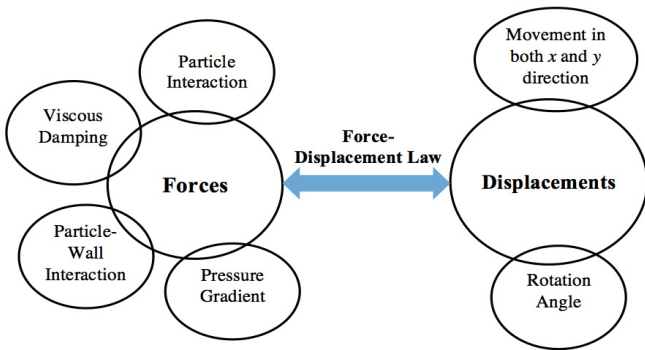 Particle
Interaction
Viscous
Damping
Forces
Particle-
Wall
Interaction
Pressure
Gradient
Force-
Displacement Law
Movement in
both x and y
direction
Displacements
Rotation
Angle